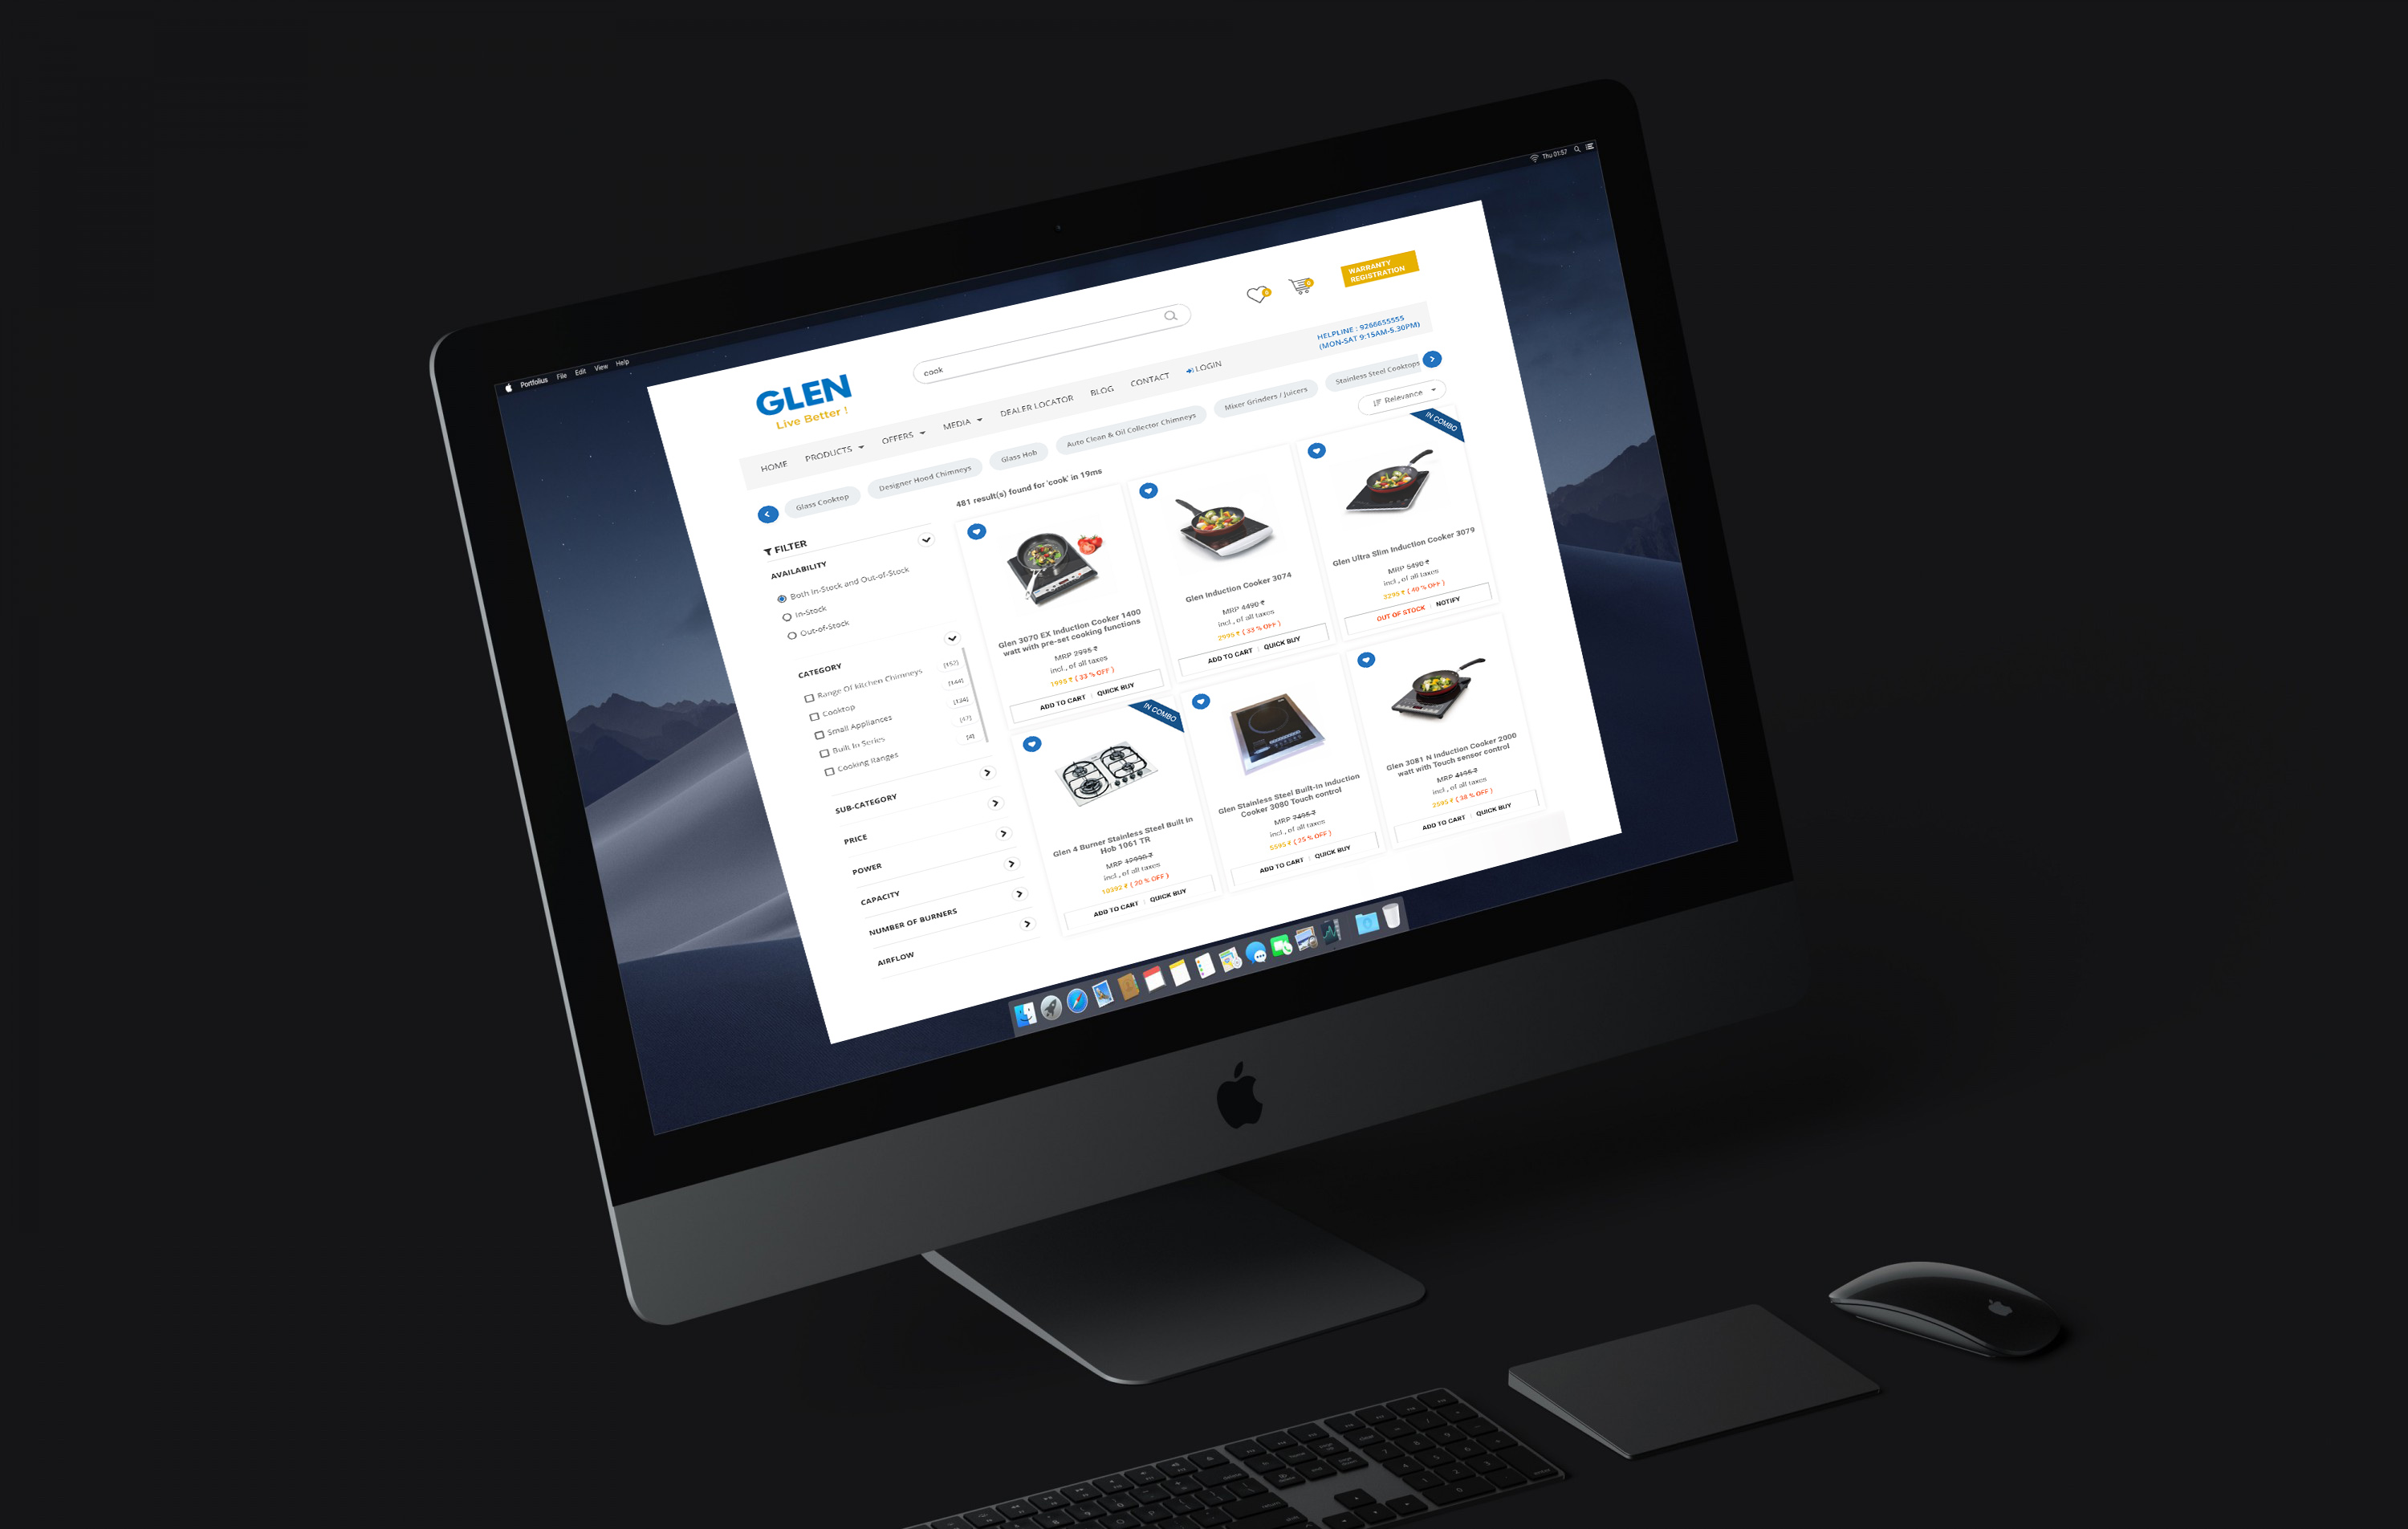 Portfolius File Edit View Help
Thu 01:57
GLEN
Live Better !
cook
0
0
WARRANTY
REGISTRATION
HOME PRODUCTS OFFERS MEDIA DEALER LOCATOR BLOG CONTACT LOGIN
HELPLINE : 9266655555
(MON-SAT 9:15AM-5.30PM)
Glass Cooktop
Designer Hood Chimneys
Glass Hob
Auto Clean & Oil Collector Chimneys
Mixer Grinders / Juicers
Stainless Steel Cooktops
Relevance
481 result(s) found for 'cook' in 19ms
FILTER
AVAILABILITY
Both In-Stock and Out-of-Stock
In-Stock
Out-of-Stock
CATEGORY
Range Of kitchen Chimneys [152]
Cooktop [144]
Small Appliances [134]
Built In Series [47]
Cooking Ranges [4]
SUB-CATEGORY
PRICE
POWER
CAPACITY
NUMBER OF BURNERS
AIRFLOW
Glen 3070 EX Induction Cooker 1400
watt with pre-set cooking functions
MRP 2995 ₹
incl., of all taxes
1995 ₹ ( 33 % OFF )
ADD TO CART | QUICK BUY
Glen Induction Cooker 3074
MRP 4490 ₹
incl., of all taxes
2995 ₹ ( 33 % OFF )
ADD TO CART | QUICK BUY
IN COMBO
Glen Ultra Slim Induction Cooker 3079
MRP 5490 ₹
incl., of all taxes
3295 ₹ ( 40 % OFF )
OUT OF STOCK | NOTIFY
IN COMBO
Glen 4 Burner Stainless Steel Built In
Hob 1061 TR
MRP 12990 ₹
incl., of all taxes
10392 ₹ ( 20 % OFF )
ADD TO CART | QUICK BUY
Glen Stainless Steel Built-in Induction
Cooker 3080 Touch control
MRP 7495 ₹
incl., of all taxes
5595 ₹ ( 25 % OFF )
ADD TO CART | QUICK BUY
Glen 3081 N Induction Cooker 2000
watt with Touch sensor control
MRP 4195 ₹
incl., of all taxes
2595 ₹ ( 38 % OFF )
ADD TO CART | QUICK BUY